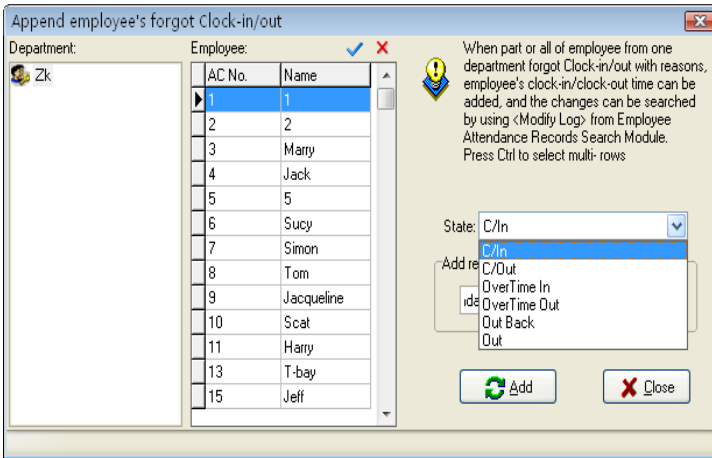 Append employee's forgot Clock-in/out
Department:
Zk
Employee:
AC No. Name
1 1
2 2
3 Marry
4 Jack
5 5
6 Sucy
7 Simon
8 Tom
9 Jacqueline
10 Scat
11 Harry
13 T-bay
15 Jeff
When part or all of employee from one
department forgot Clock-in/out with reasons,
employee's clock-in/clock-out time can be
added, and the changes can be searched
by using <Modify Log> from Employee
Attendance Records Search Module.
Press Ctrl to select multi- rows
State: C/In
C/In
C/Out
OverTime In
OverTime Out
Out Back
Out
Add re
Add
Close